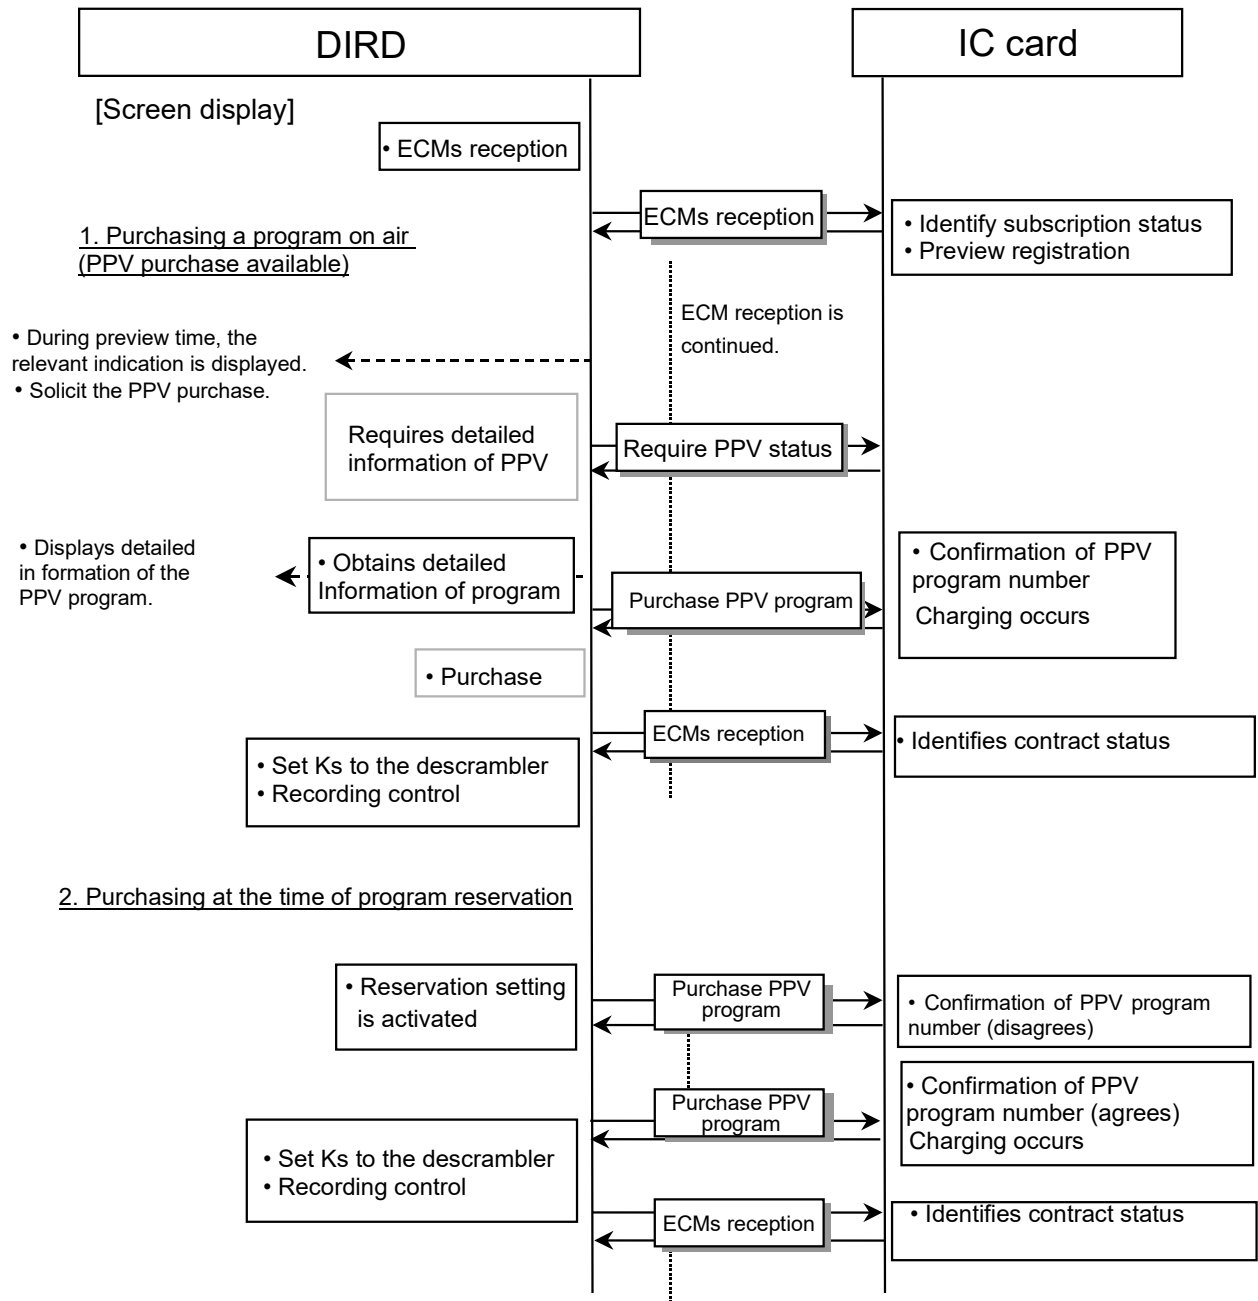 DIRD
IC card
[Screen display]
• ECMs reception
ECMs reception
• Identify subscription status
• Preview registration
1. Purchasing a program on air
(PPV purchase available)
ECM reception is
continued.
• During preview time, the
relevant indication is displayed.
• Solicit the PPV purchase.
Requires detailed
information of PPV
Require PPV status
• Displays detailed
in formation of the
PPV program.
• Obtains detailed
Information of program
Purchase PPV program
• Confirmation of PPV
program number
Charging occurs
• Purchase
ECMs reception
• Identifies contract status
• Set Ks to the descrambler
• Recording control
2. Purchasing at the time of program reservation
• Reservation setting
is activated
Purchase PPV
program
• Confirmation of PPV program
number (disagrees)
Purchase PPV
program
• Confirmation of PPV
program number (agrees)
Charging occurs
• Set Ks to the descrambler
• Recording control
ECMs reception
• Identifies contract status